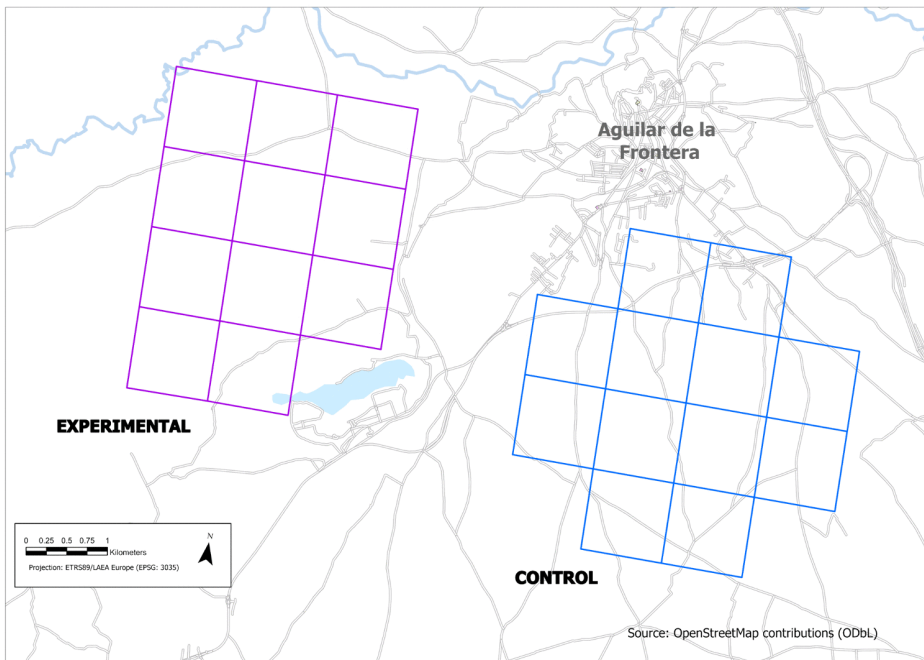 Aguilar de la
Frontera
EXPERIMENTAL
0 0.25 0.5 0.75 1
Kilometers
N
Projection: ETRS89/LAEA Europe (EPSG: 3035)
CONTROL
Source: OpenStreetMap contributions (ODbL)